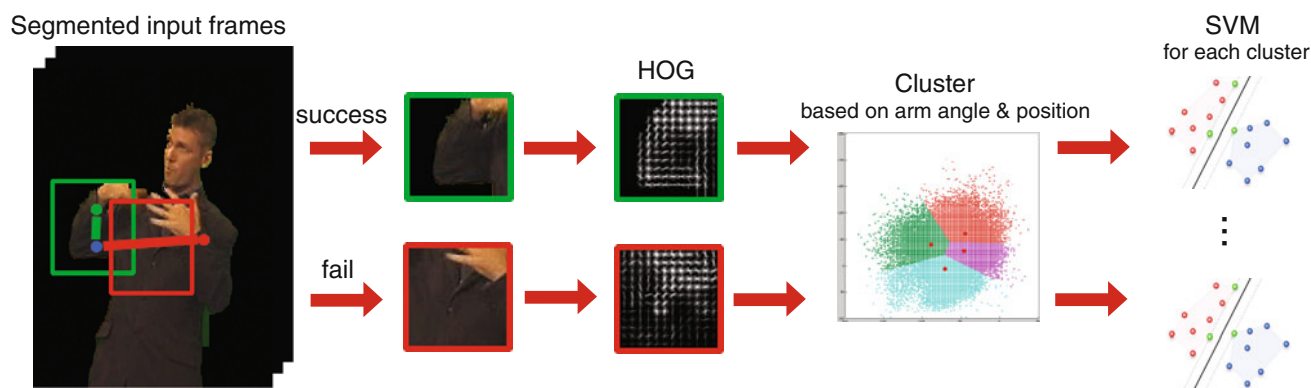 Segmented input frames
success
fail
HOG
Cluster
based on arm angle & position
SVM
for each cluster